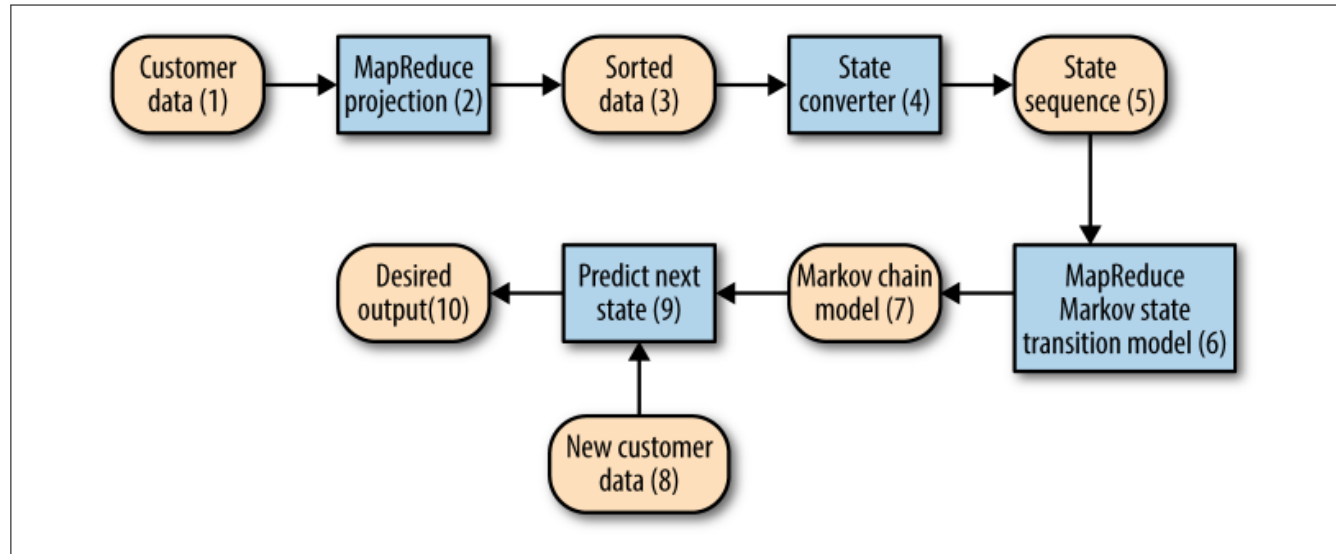 Customer
data (1)
MapReduce
projection (2)
Sorted
data (3)
State
converter (4)
State
sequence (5)
MapReduce
Markov state
transition model (6)
Markov chain
model (7)
New customer
data (8)
Predict next
state (9)
Desired
output(10)